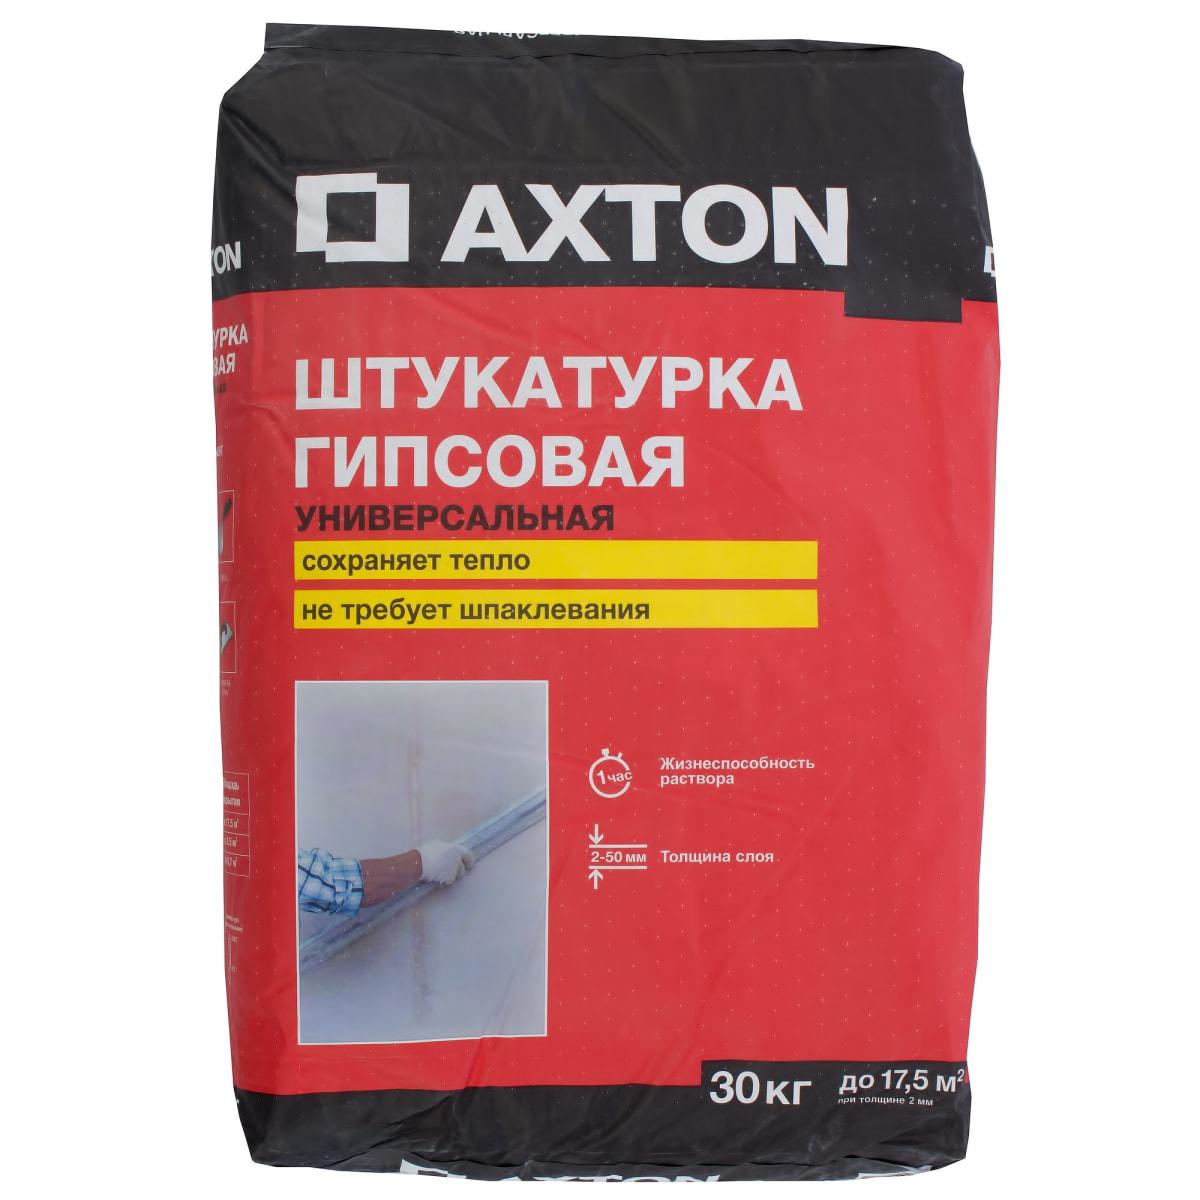 AXTON
ШТУКАТУРКА
ГИПСОВАЯ
УНИВЕРСАЛЬНАЯ
сохраняет тепло
не требует шпаклевания
1 час
Жизнеспособность
раствора
2-50 мм
Толщина слоя
30 кг
до 17,5 м²
при толщине 2 мм
AXTON